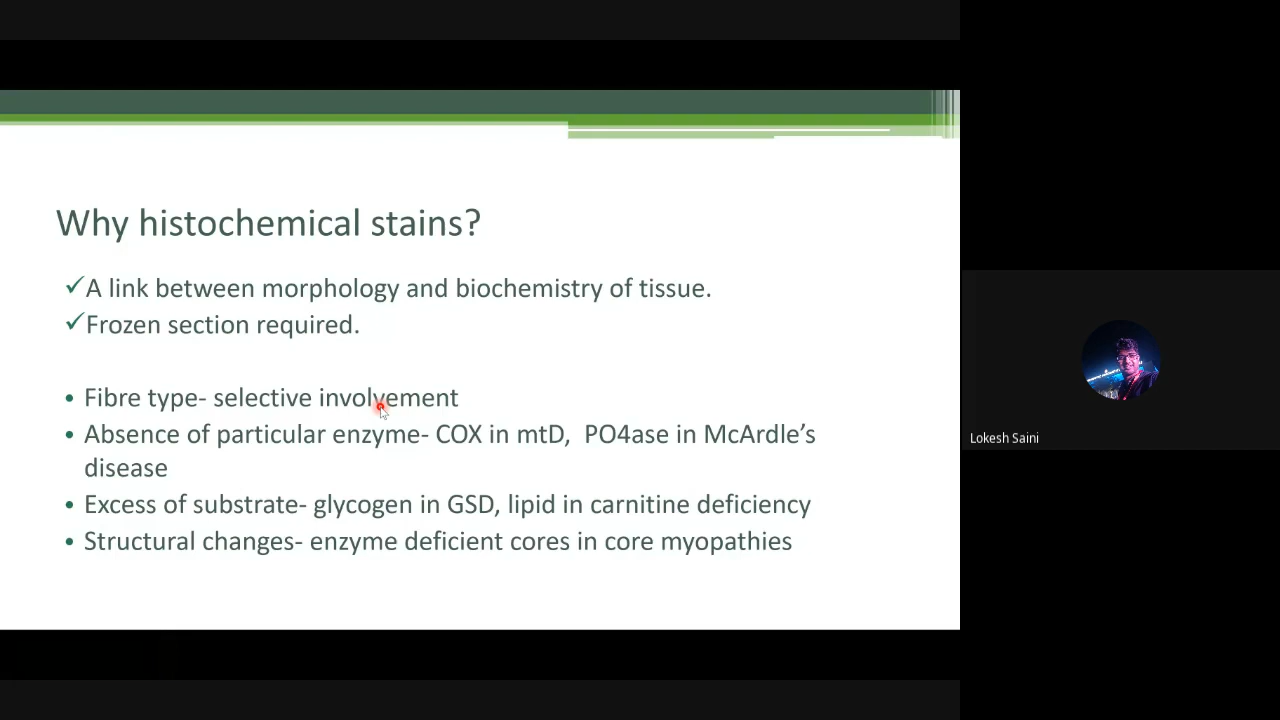 Why histochemical stains?
✓A link between morphology and biochemistry of tissue.
✓Frozen section required.
• Fibre type- selective involvement
• Absence of particular enzyme- COX in mtD,  PO4ase in McArdle’s
disease
• Excess of substrate- glycogen in GSD, lipid in carnitine deficiency
• Structural changes- enzyme deficient cores in core myopathies
Lokesh Saini